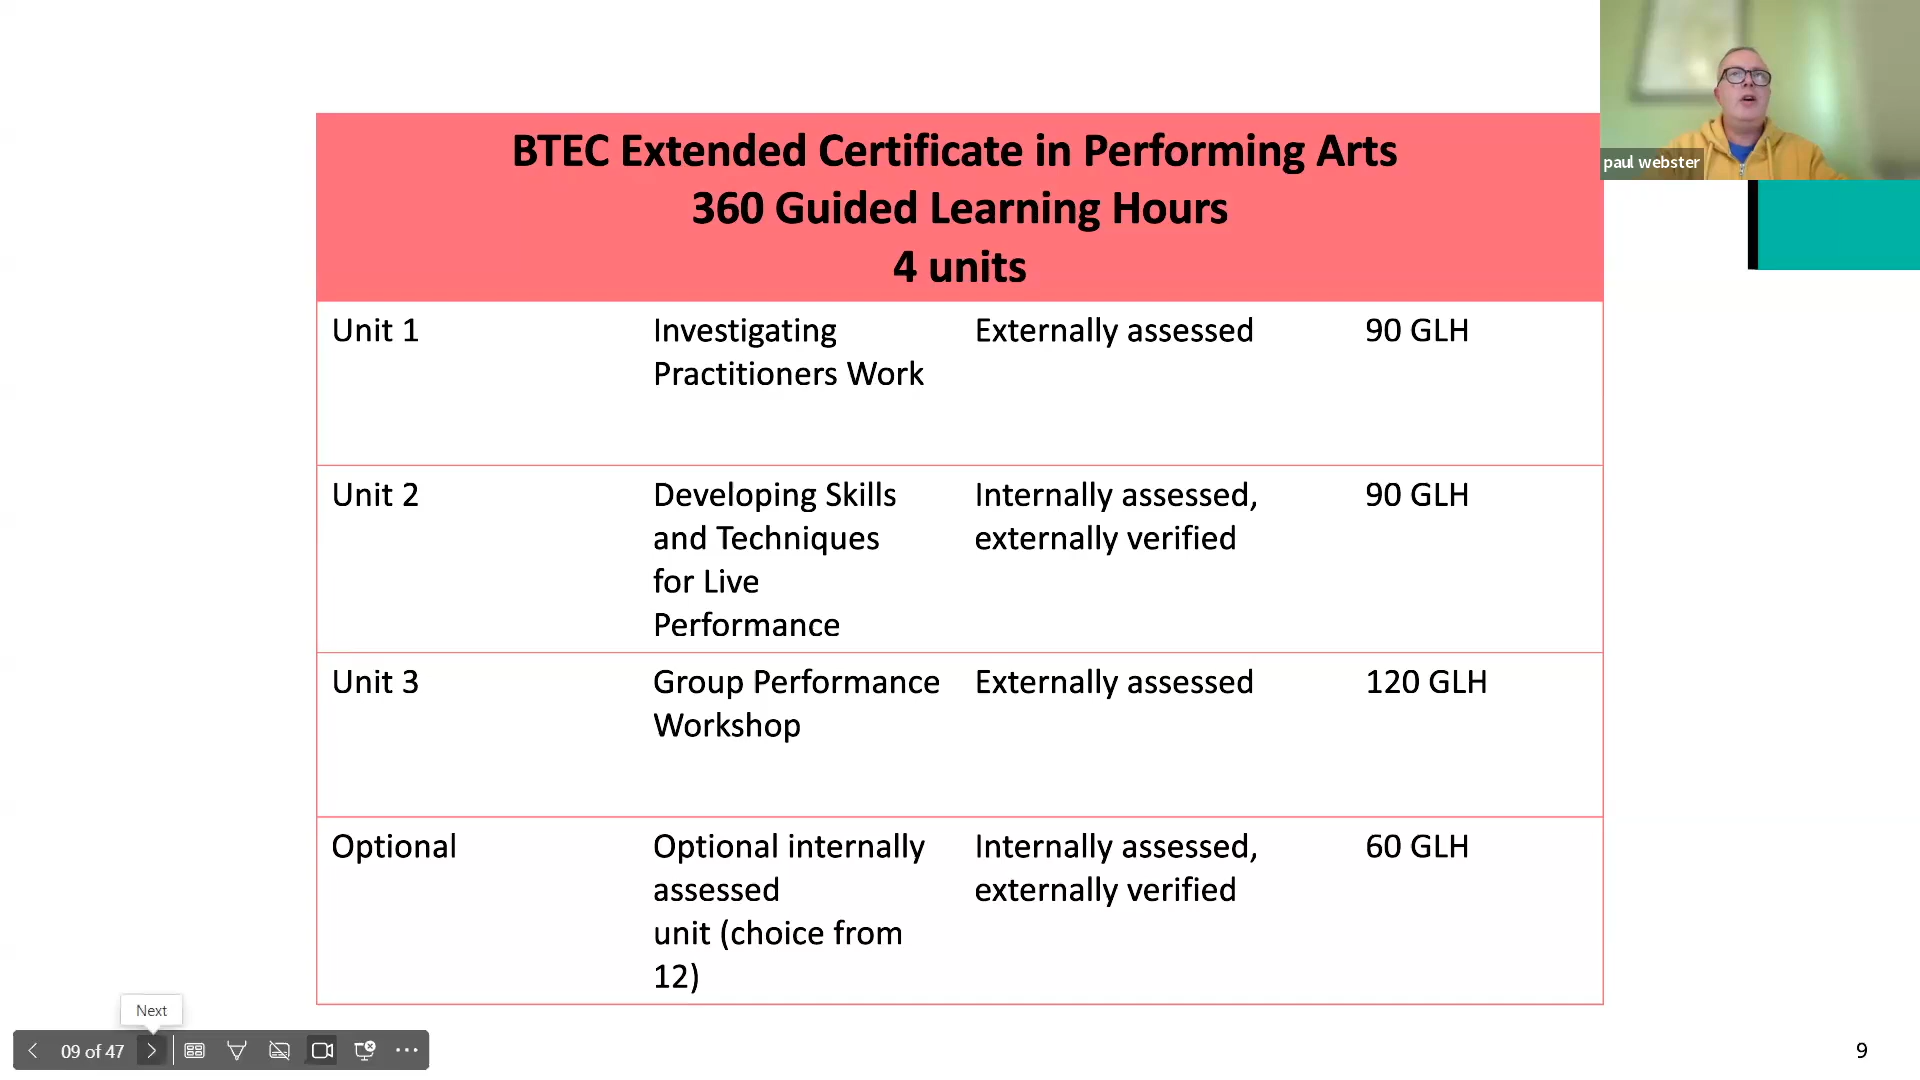 BTEC Extended Certificate in Performing Arts
360 Guided Learning Hours
4 units
paul webster
Unit 1
Investigating
Practitioners Work
Externally assessed
90 GLH
Unit 2
Developing Skills
and Techniques
for Live
Performance
Internally assessed,
externally verified
90 GLH
Unit 3
Group Performance
Workshop
Externally assessed
120 GLH
Optional
Optional internally
assessed
unit (choice from
12)
Internally assessed,
externally verified
60 GLH
Next
09 of 47
9